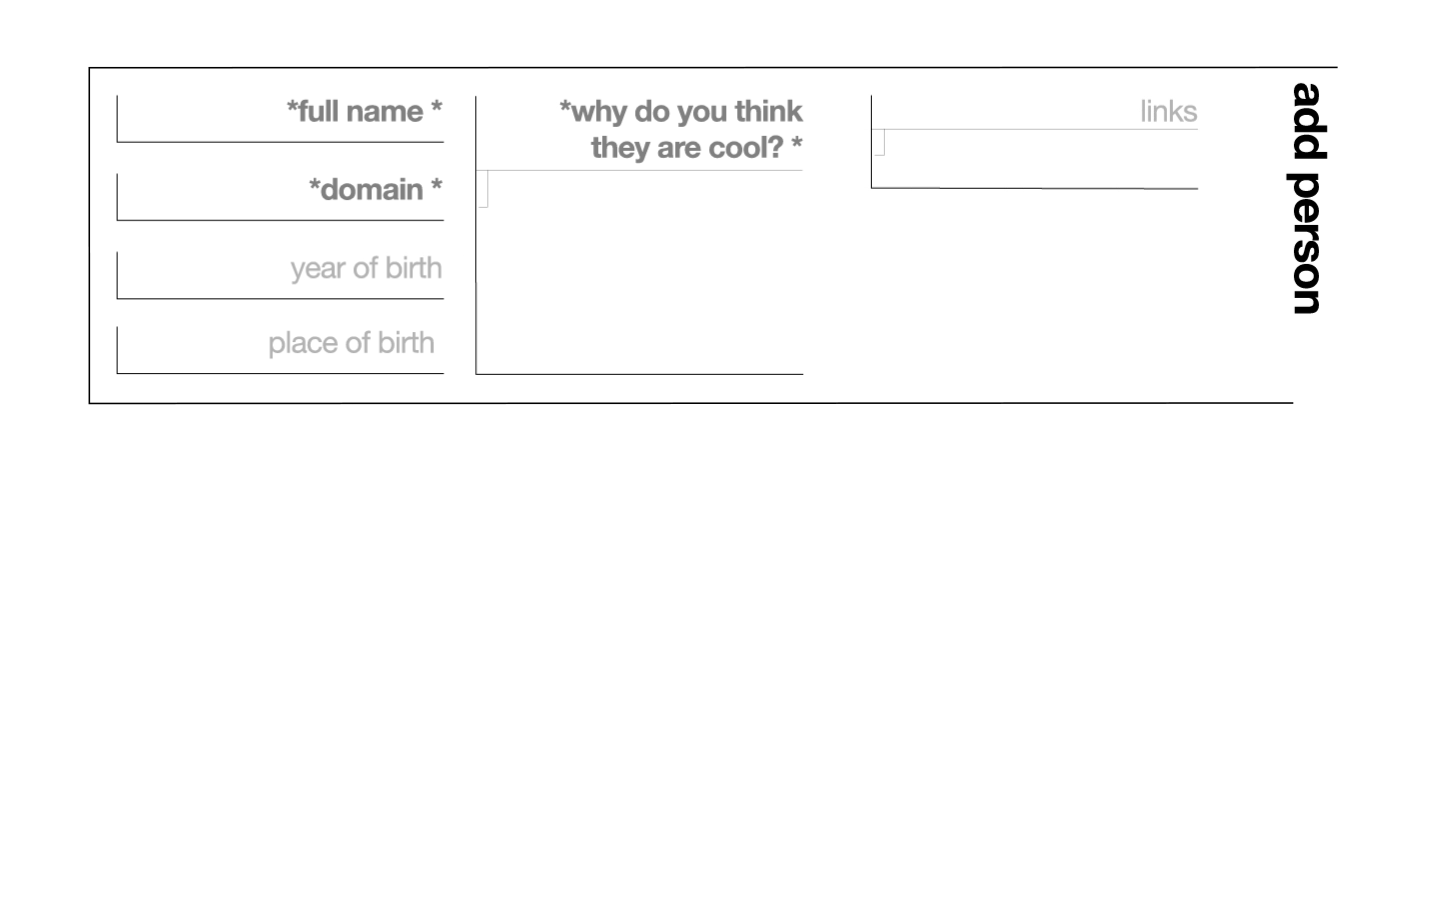 *full name *
*domain *
year of birth
place of birth
*why do you think
they are cool? *
links
add person